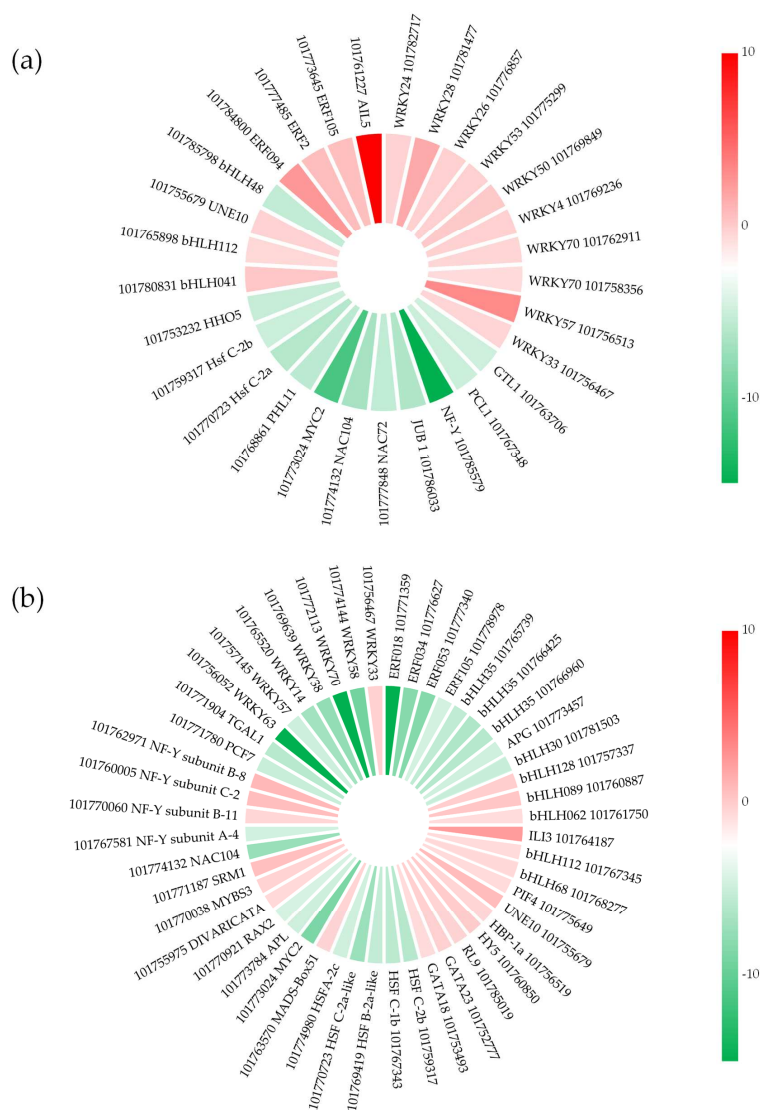 (a)
WRKY24 101782717
WRKY28 101781477
WRKY26 101776857
WRKY53 101775299
WRKY50 101769849
WRKY4 101769236
WRKY70 101762911
WRKY70 101758356
WRKY57 101756513
WRKY33 101756467
GTL1 101763706
PCL1 101767348
NF-Y 101785579
JUB 1 101786033
101777848 NAC72
101774132 NAC104
101773024 MYC2
101768861 PHL11
101770723 Hsf C-2a
101759317 Hsf C-2b
101753232 HHO5
101780831 bHLH041
101765898 bHLH112
101755679 UNE10
101785798 bHLH48
101784800 ERF094
101777485 ERF2
101773645 ERF105
101761227 AIL5
10
0
-10
(b)
ERF018 101771359
ERF034 101776627
ERF053 101777340
ERF105 101778978
bHLH35 101765739
bHLH35 101766425
bHLH35 101766960
APG 101773457
bHLH30 101781503
bHLH128 101757337
bHLH089 101760887
bHLH062 101761750
ILI3 101764187
bHLH112 101767345
bHLH68 101768277
PIF4 101775649
UNE10 101755679
HBP-1a 101756519
HY5 101760850
RL9 101785019
GATA23 101752777
GATA18 101753493
HSF C-2b 101759317
HSF C-1b 101767343
101769419 HSF B-2a-like
101770723 HSF C-2a-like
101774980 HSFA-2c
101763570 MADS-Box51
101773024 MYC2
101773784 APL
101770921 RAX2
101755975 DIVARICATA
101770038 MYBS3
101771187 SRM1
101774132 NAC104
101767581 NF-Y subunit A-4
101770060 NF-Y subunit B-11
101760005 NF-Y subunit C-2
101762971 NF-Y subunit B-8
101771780 PCF7
101771904 TGAL1
101756052 WRKY63
101757145 WRKY57
101765520 WRKY14
101769639 WRKY38
101772113 WRKY70
101774144 WRKY58
101756467 WRKY33
10
0
-10